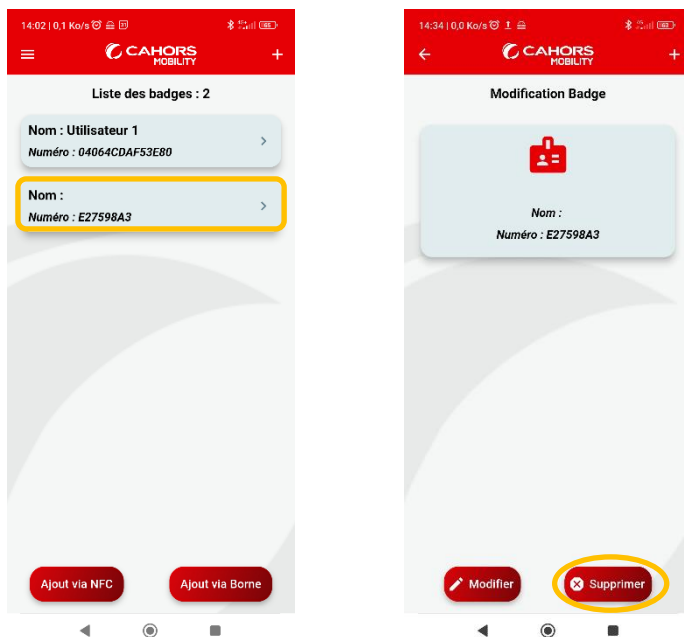 14:02 | 0,1 Ko/s
CAHORS
MOBILITY
Liste des badges : 2
Nom : Utilisateur 1
Numéro : 04064CDAF53E80
Nom :
Numéro : E27598A3
Ajout via NFC
Ajout via Borne
14:34 | 0,0 Ko/s
CAHORS
MOBILITY
Modification Badge
Nom :
Numéro : E27598A3
Modifier
Supprimer